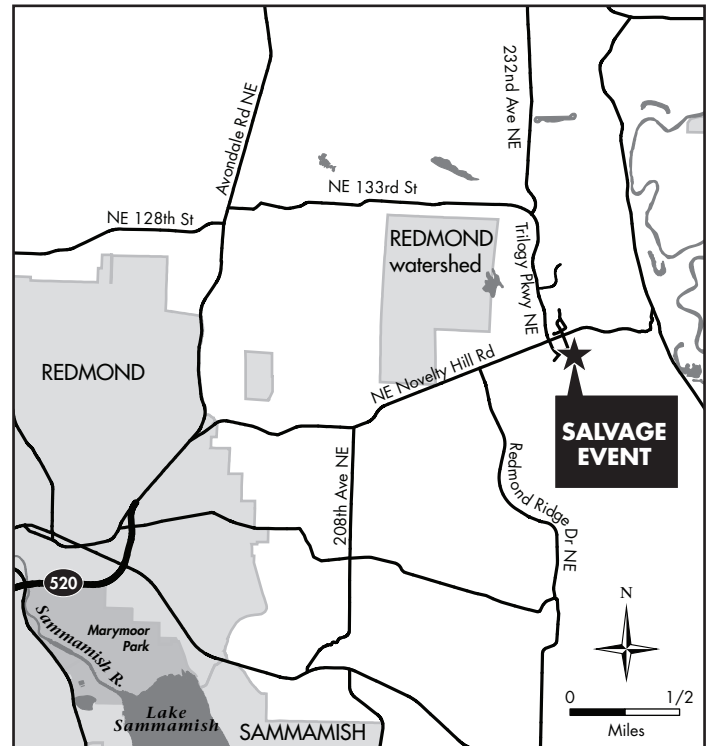 Avondale Rd NE
232nd Ave NE
NE 133rd St
NE 128th St
REDMOND
watershed
Trilogy Pkwy NE
REDMOND
NE Novelty Hill Rd
SALVAGE
EVENT
208th Ave NE
Redmond Ridge Dr NE
520
Sammamish R.
Marymoor
Park
Lake
Sammamish
SAMMAMISH
N
0 1/2
Miles